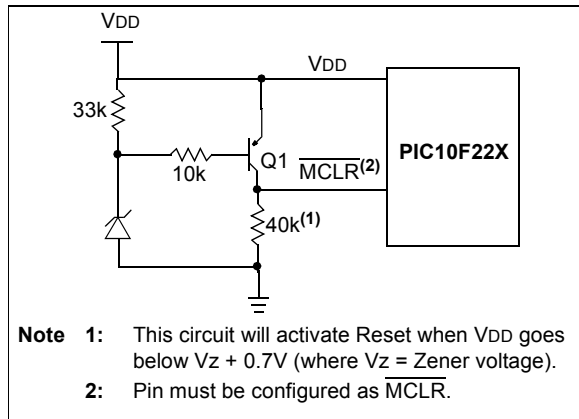 VDD
VDD
33k
PIC10F22X
Q1
MCLR(2)
10k
40k(1)
Note 1: This circuit will activate Reset when VDD goes
below Vz + 0.7V (where Vz = Zener voltage).
2: Pin must be configured as MCLR.